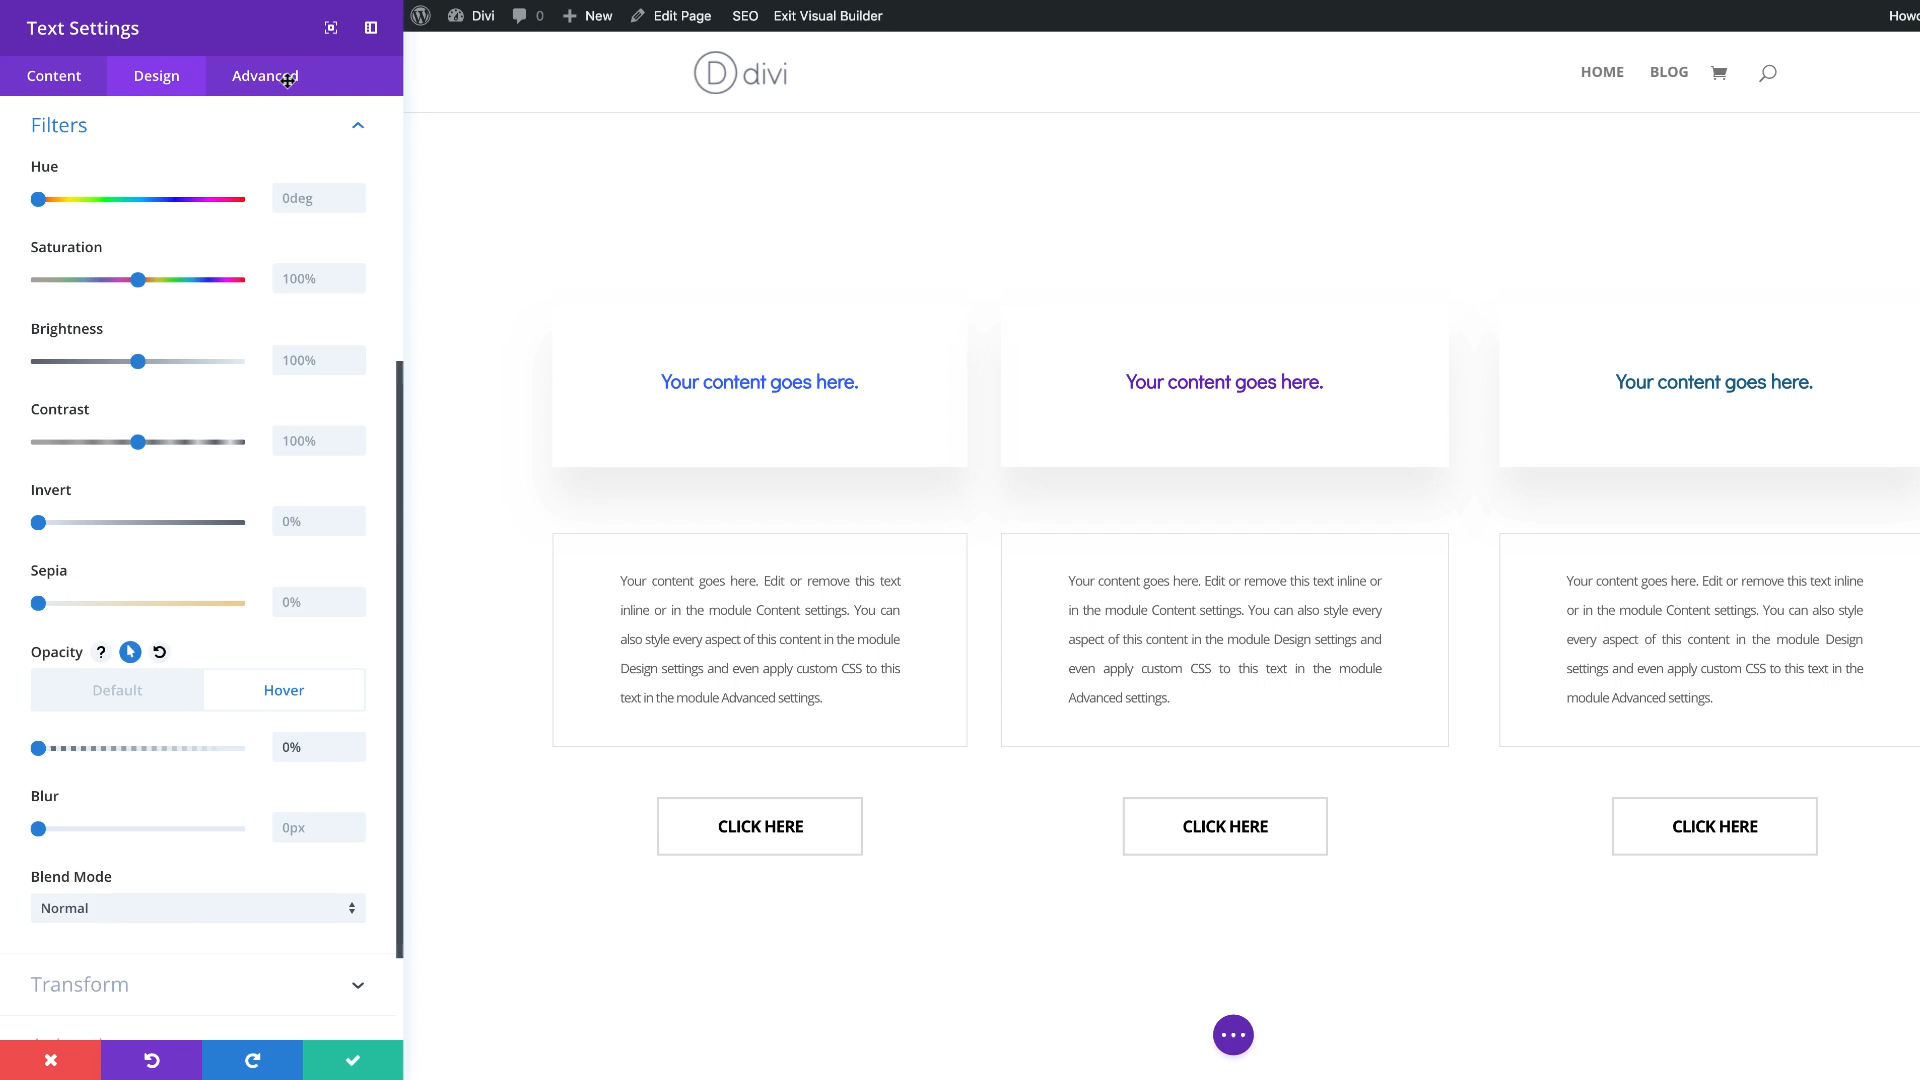 Text Settings
Content Design Advanced
Filters
Hue
0deg
Saturation
100%
Brightness
100%
Contrast
100%
Invert
0%
Sepia
0%
Opacity ?
Default Hover
0%
Blur
0px
Blend Mode
Normal
Transform
Divi 0 New Edit Page SEO Exit Visual Builder
D divi
HOME BLOG
Your content goes here.
Your content goes here. Edit or remove this text
inline or in the module Content settings. You can
also style every aspect of this content in the module
Design settings and even apply custom CSS to this
text in the module Advanced settings.
CLICK HERE
Your content goes here.
Your content goes here. Edit or remove this text inline or
in the module Content settings. You can also style every
aspect of this content in the module Design settings and
even apply custom CSS to this text in the module
Advanced settings.
CLICK HERE
Your content goes here.
Your content goes here. Edit or remove this text inline
or in the module Content settings. You can also style
every aspect of this content in the module Design
settings and even apply custom CSS to this text in the
module Advanced settings.
CLICK HERE